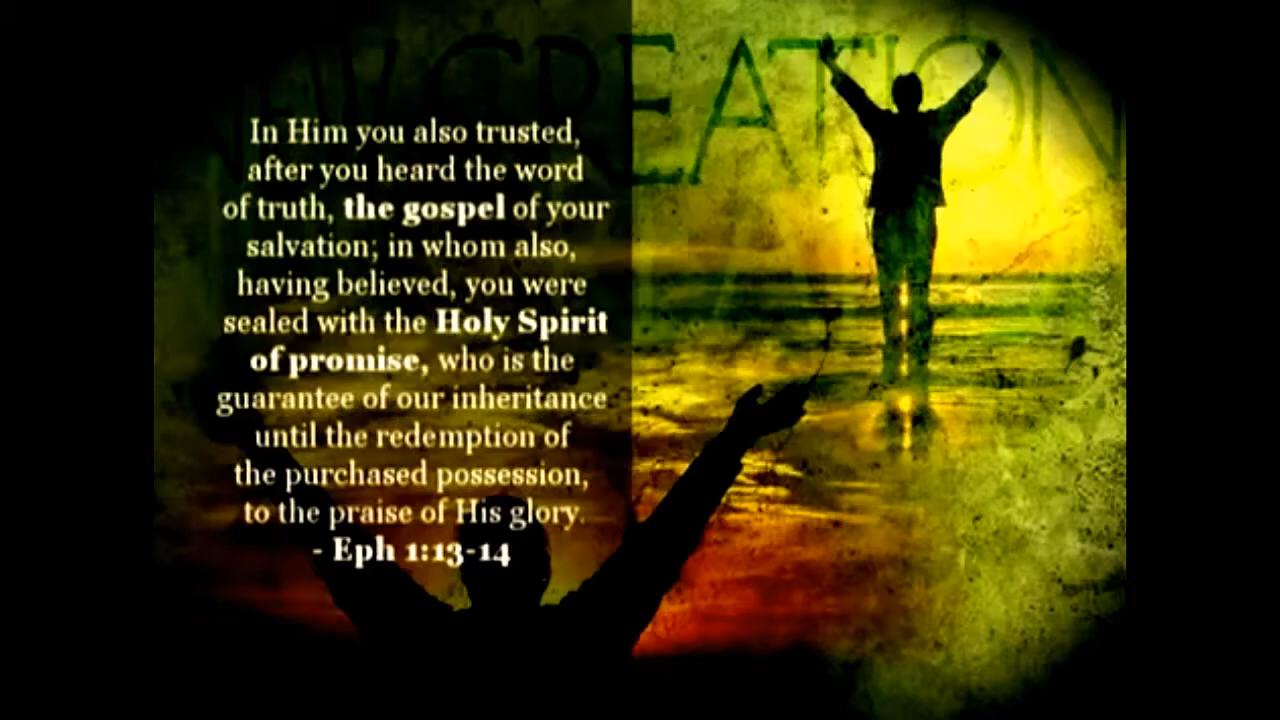 NEW CREATION
In Him you also trusted,
after you heard the word
of truth, the gospel of your
salvation; in whom also,
having believed, you were
sealed with the Holy Spirit
of promise, who is the
guarantee of our inheritance
until the redemption of
the purchased possession,
to the praise of His glory.
- Eph 1:13-14